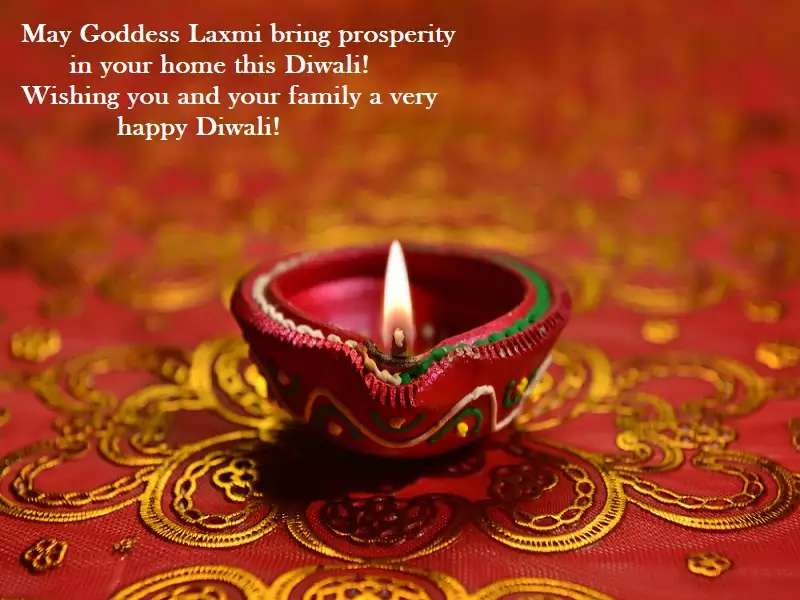 May Goddess Laxmi bring prosperity
in your home this Diwali!
Wishing you and your family a very
happy Diwali!